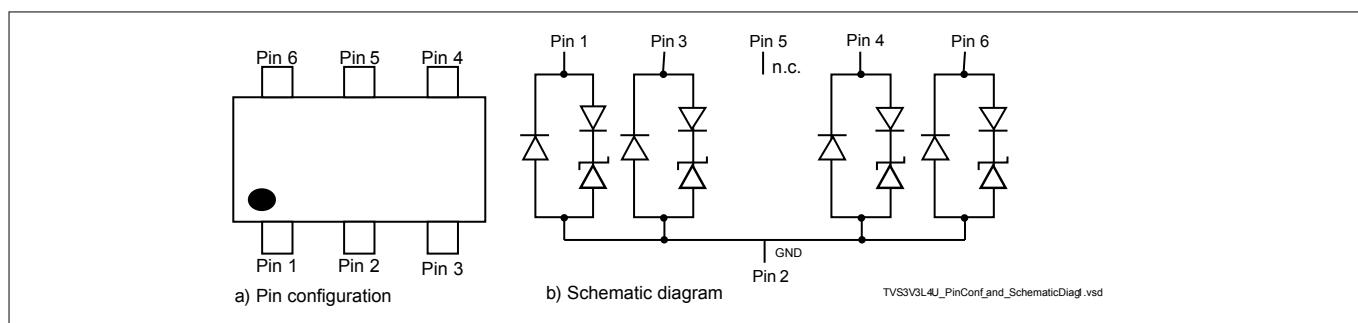 Pin 6 Pin 5 Pin 4
Pin 1 Pin 2 Pin 3
a) Pin configuration
Pin 1 Pin 3 Pin 5 Pin 4 Pin 6
n.c.
GND
Pin 2
b) Schematic diagram
TVS3V3L4U_PinConf_and_SchematicDiagr.vsd